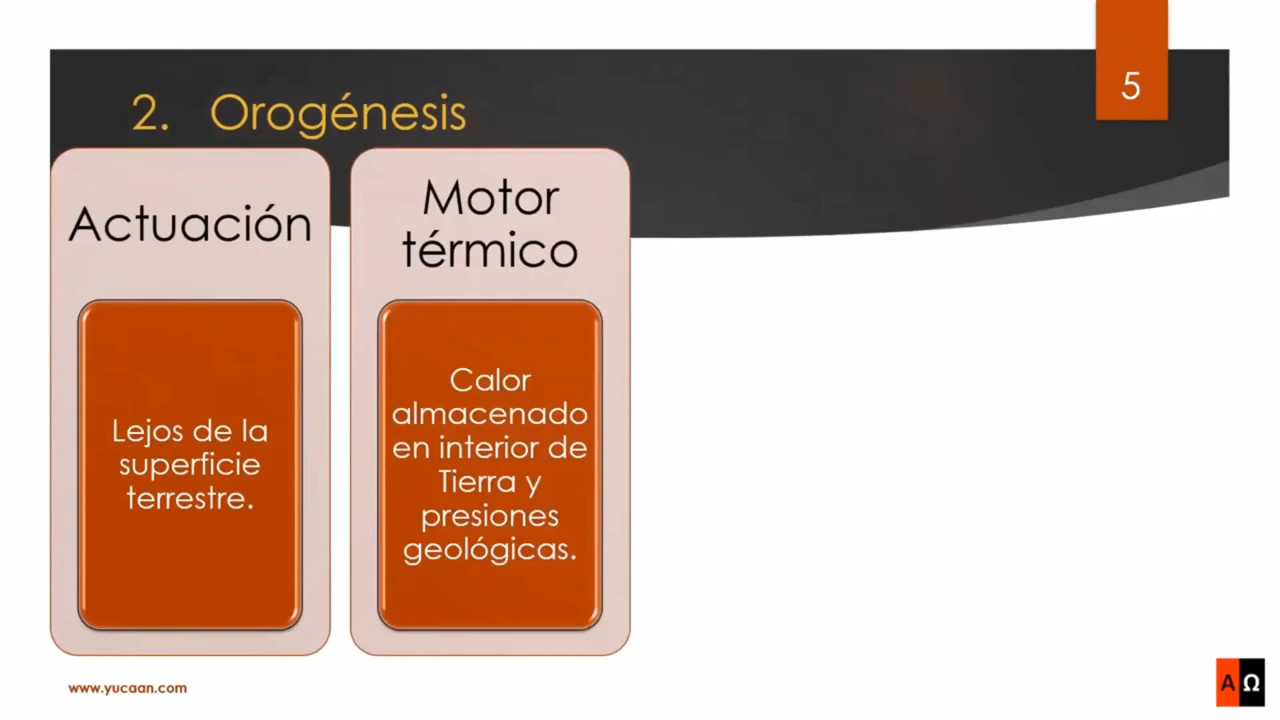 5
2. Orogénesis
Actuación
Lejos de la
superficie
terrestre.
Motor
térmico
Calor
almacenado
en interior de
Tierra y
presiones
geológicas.
www.yucaan.com
AΩ